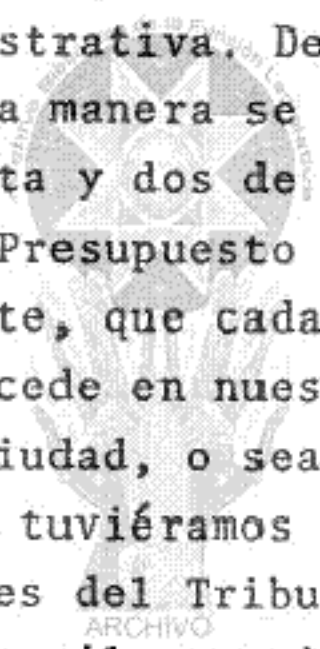 strativa. De
a manera se
ta y dos de
Presupuesto
te, que cada
cede en nues
iudad, o sea
tuviéramos
es del Tribu
ARCHIVO